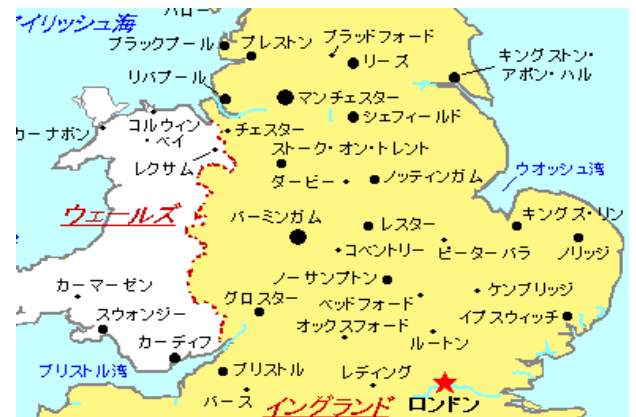 ハロー
アイリッシュ海
ブラックプール
プレストン
ブラッドフォード
リーズ
キングストン・
アポン・ハル
リバプール
マンチェスター
コルウィン
・ベイ
カーナボン
チェスター
シェフィールド
レクサム
ストーク・オン・トレント
ダービー
ノッティンガム
ウオッシュ湾
ウェールズ
バーミンガム
レスター
キングズ・リン
コベントリー
ピーターバラ
ノリッジ
カーマーゼン
ノーサンプトン
ケンブリッジ
グロスター
ベッドフォード
スウォンジー
オックスフォード
イプスウィッチ
カーディフ
ルートン
ブリストル湾
ブリストル
レディング
バース
イングランド
ロンドン